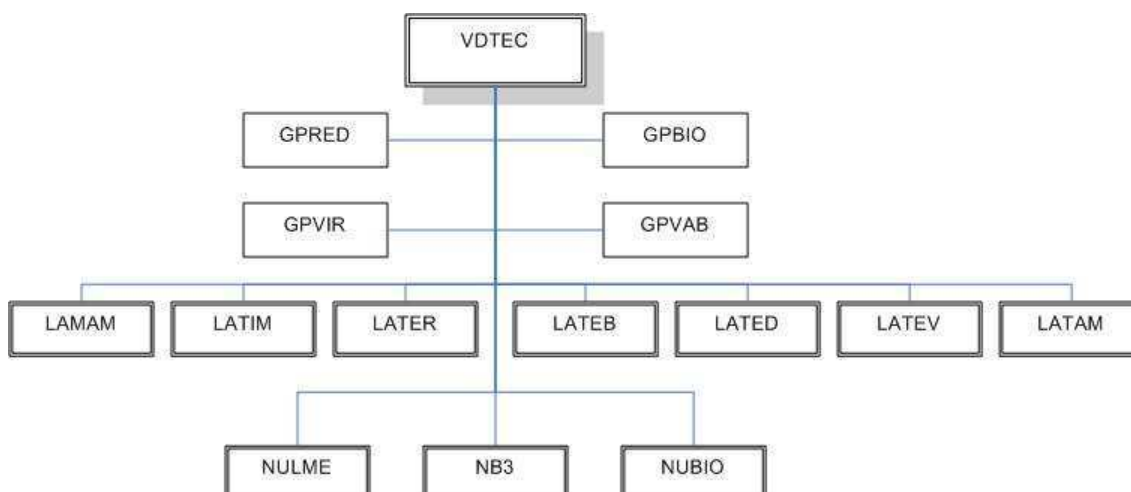 VDTEC
GPRED GPBIO
GPVIR GPVAB
LAMAM LATIM LATER LATEB LATED LATEV LATAM
NULME NB3 NUBIO